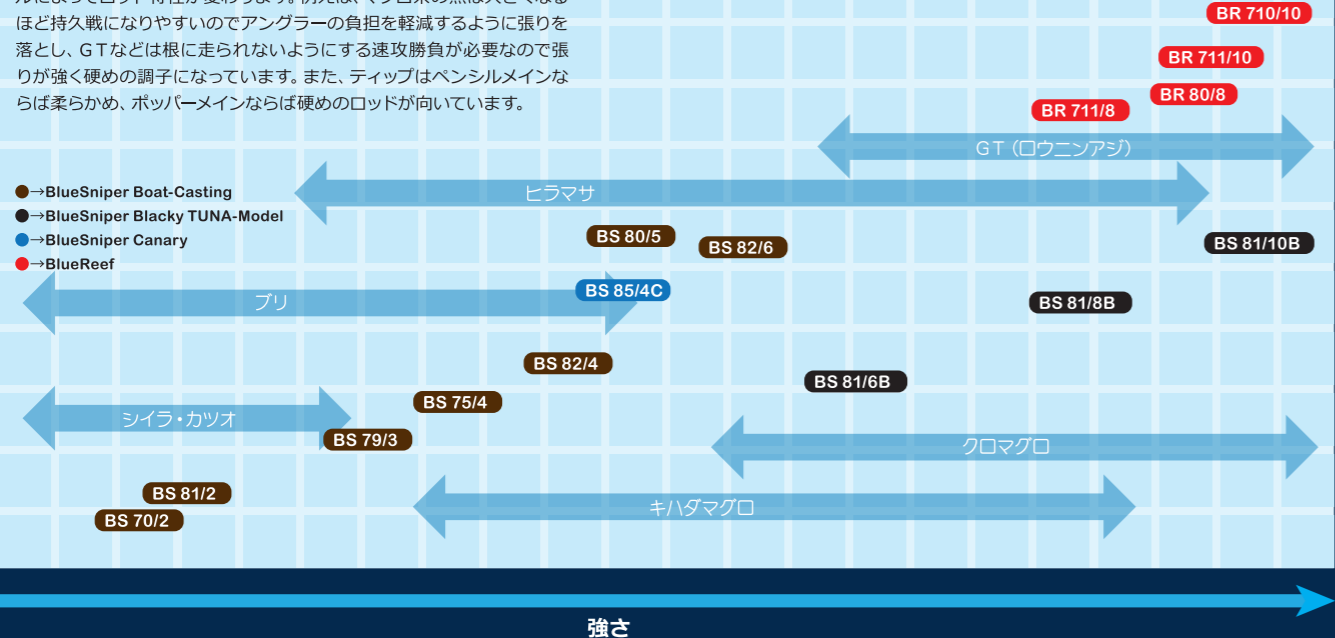 ほど持久戦になりやすいのでアングラーの負担を軽減するように張りを
落とし、GTなどは根に走られないようにする速攻勝負が必要なので張
りが強く硬めの調子になっています。また、ティップはペンシルメインな
らば柔らかめ、ポッパーメインならば硬めのロッドが向いています。
BR 710/10
BR 711/10
BR 80/8
BR 711/8
GT（ロウニンアジ）
ヒラマサ
●→BlueSniper Boat-Casting
●→BlueSniper Blacky TUNA-Model
●→BlueSniper Canary
●→BlueReef
BS 80/5
BS 82/6
BS 81/10B
BS 85/4C
ブリ
BS 81/8B
BS 82/4
BS 81/6B
BS 75/4
シイラ・カツオ
BS 79/3
クロマグロ
BS 81/2
キハダマグロ
BS 70/2
強さ